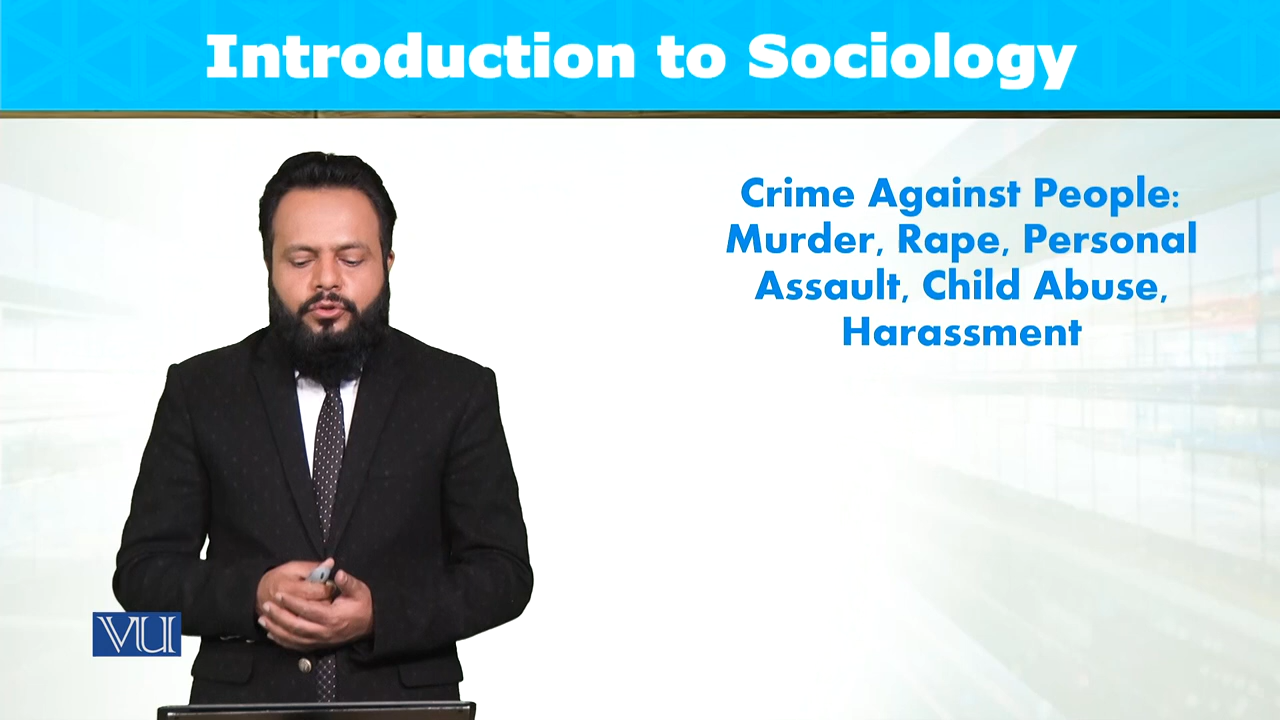 Introduction to Sociology
Crime Against People:
Murder, Rape, Personal
Assault, Child Abuse,
Harassment
VU